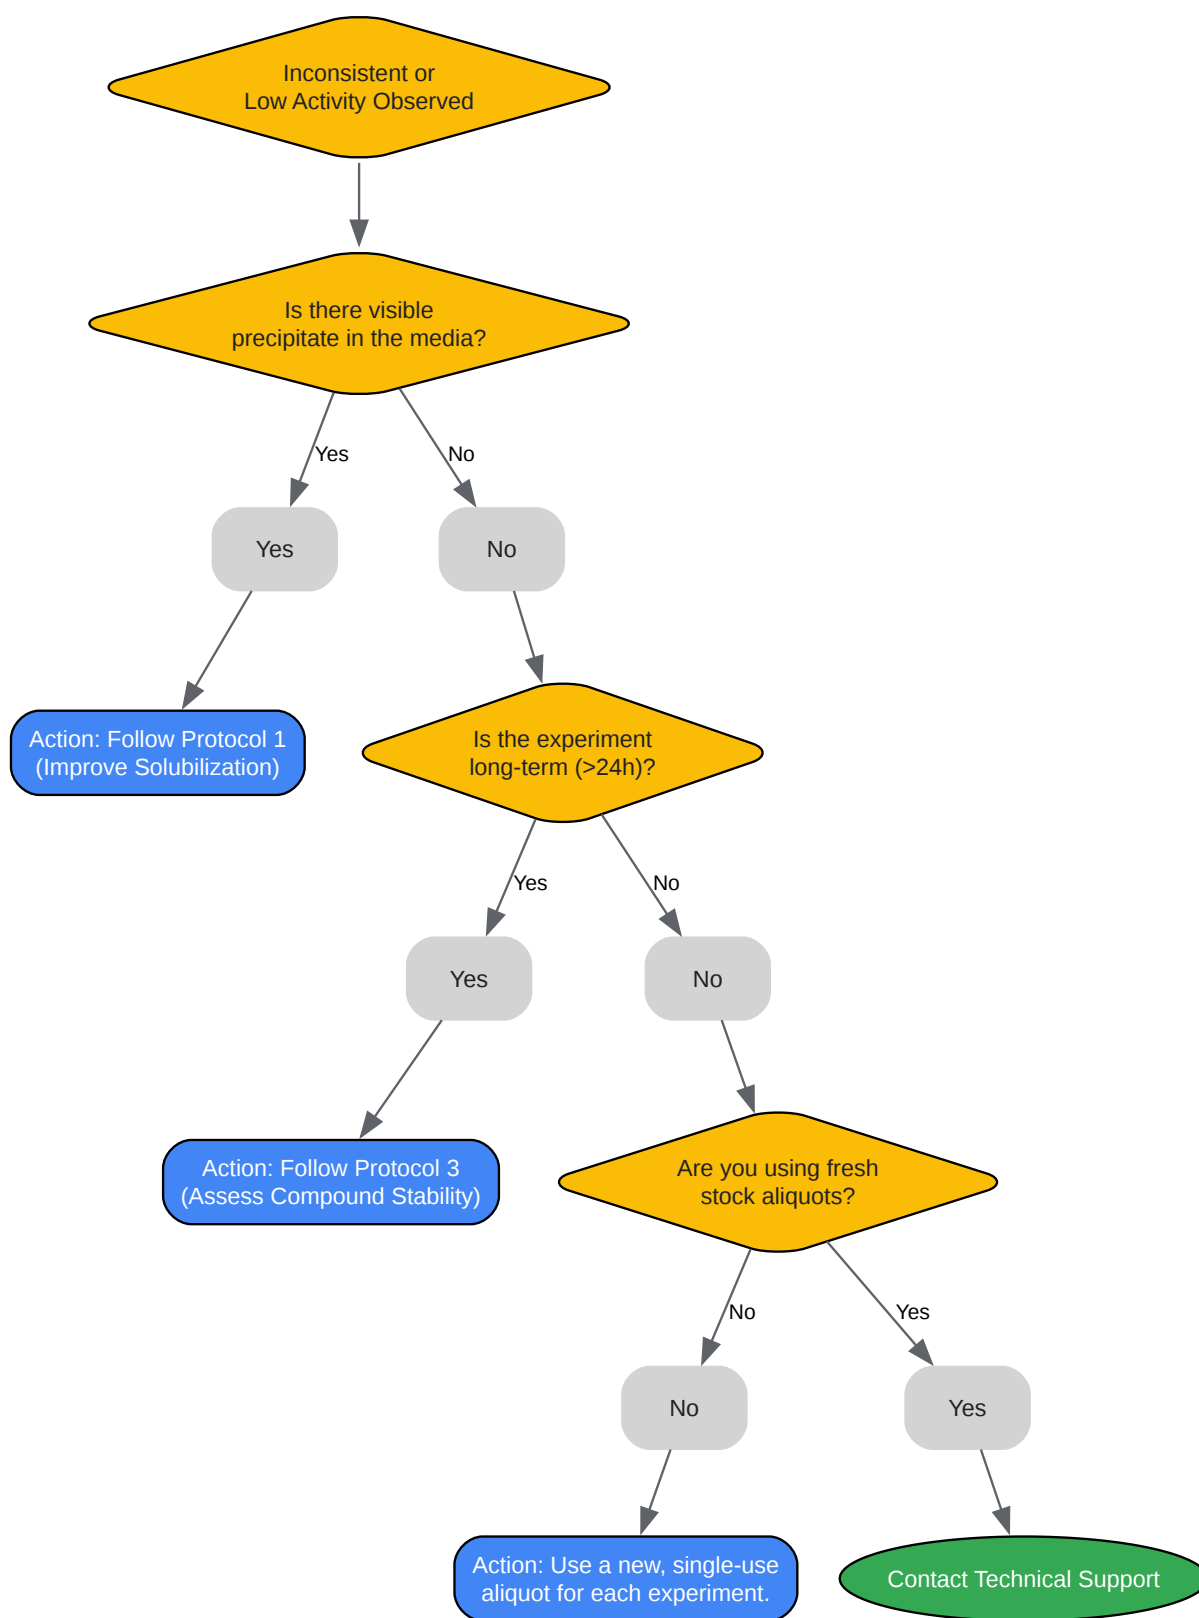 Inconsistent or
Low Activity Observed
Is there visible
precipitate in the media?
Yes
No
Yes
No
Action: Follow Protocol 1
(Improve Solubilization)
Is the experiment
long-term (>24h)?
Yes
No
Yes
No
Action: Follow Protocol 3
(Assess Compound Stability)
Are you using fresh
stock aliquots?
No
Yes
No
Yes
Action: Use a new, single-use
aliquot for each experiment.
Contact Technical Support